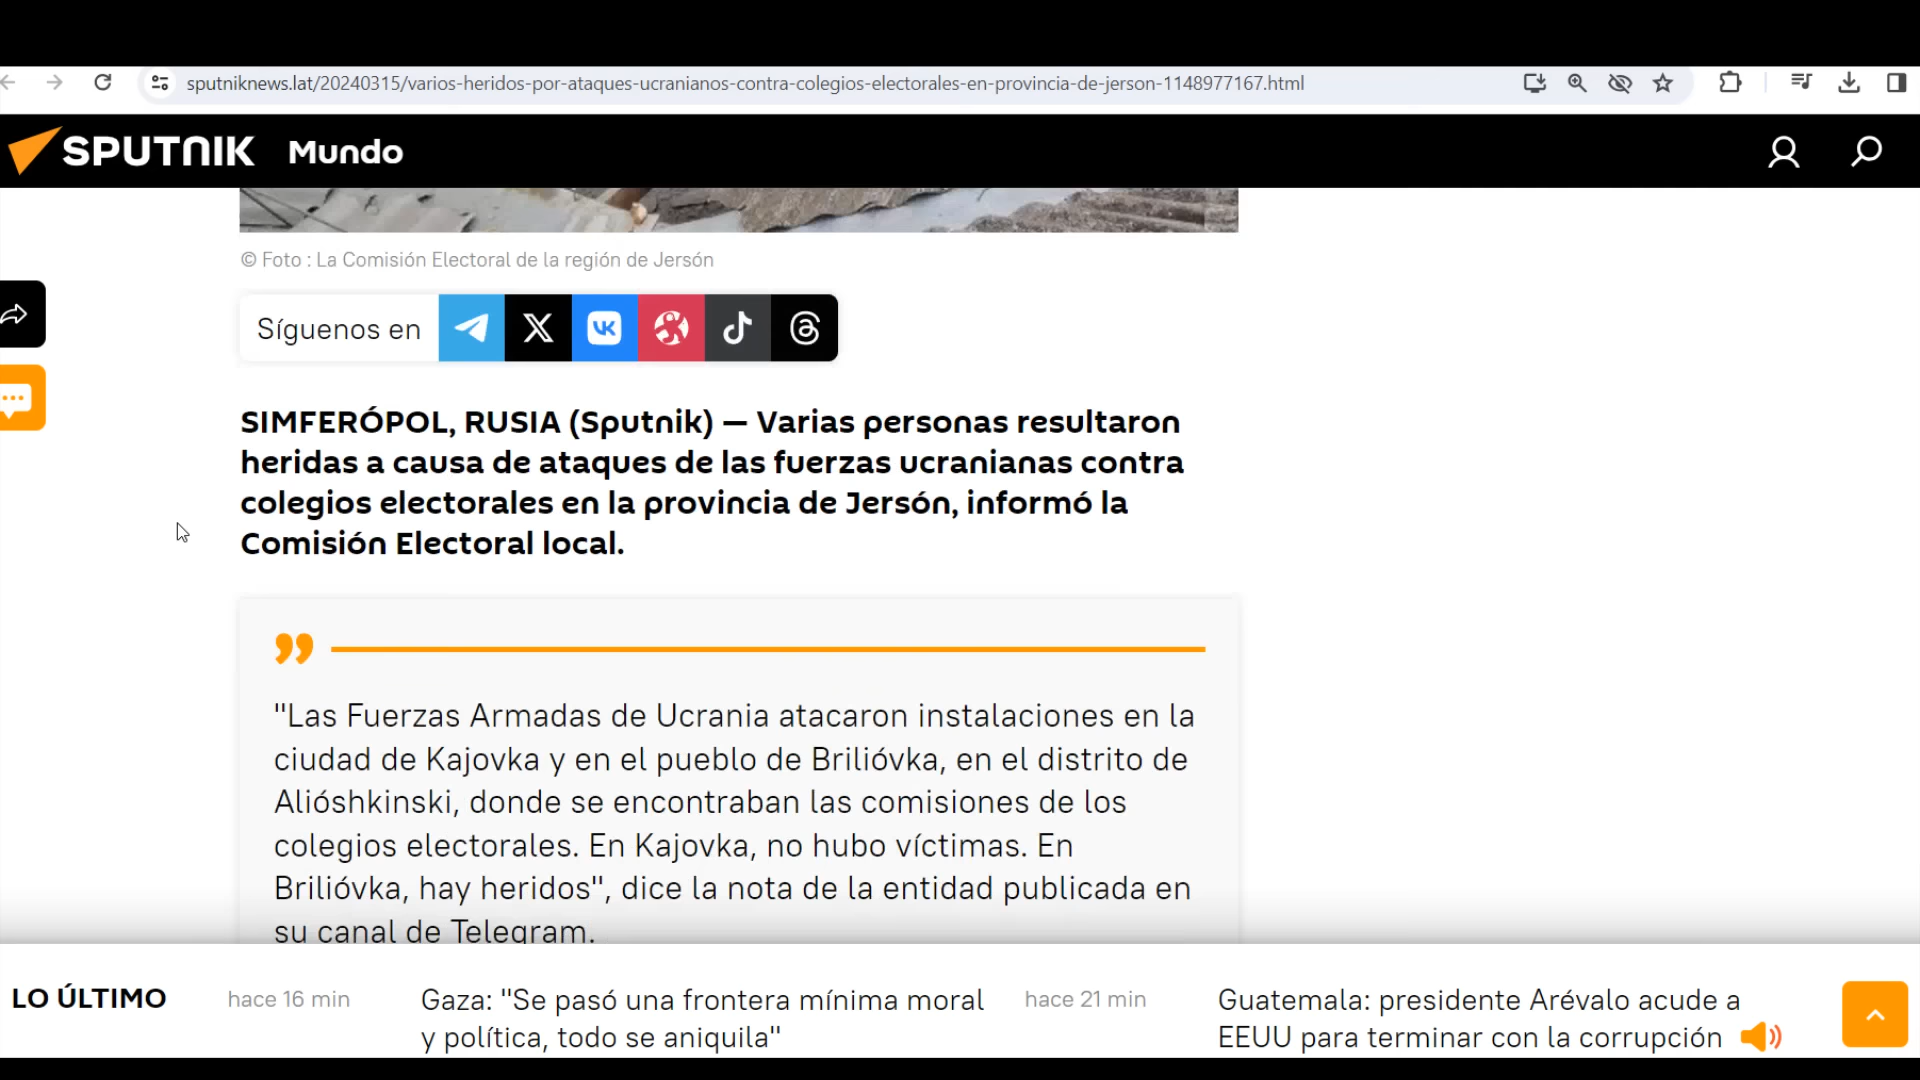 sputniknews.lat/20240315/varios-heridos-por-ataques-ucranianos-contra-colegios-electorales-en-provincia-de-jerson-1148977167.html
SPUTNIK Mundo
© Foto : La Comisión Electoral de la región de Jersón
Síguenos en
SIMFERÓPOL, RUSIA (Sputnik) — Varias personas resultaron
heridas a causa de ataques de las fuerzas ucranianas contra
colegios electorales en la provincia de Jersón, informó la
Comisión Electoral local.
"Las Fuerzas Armadas de Ucrania atacaron instalaciones en la
ciudad de Kajovka y en el pueblo de Brilióvka, en el distrito de
Alióshkinski, donde se encontraban las comisiones de los
colegios electorales. En Kajovka, no hubo víctimas. En
Brilióvka, hay heridos", dice la nota de la entidad publicada en
su canal de Telegram.
LO ÚLTIMO
hace 16 min
Gaza: "Se pasó una frontera mínima moral
y política, todo se aniquila"
hace 21 min
Guatemala: presidente Arévalo acude a
EEUU para terminar con la corrupción